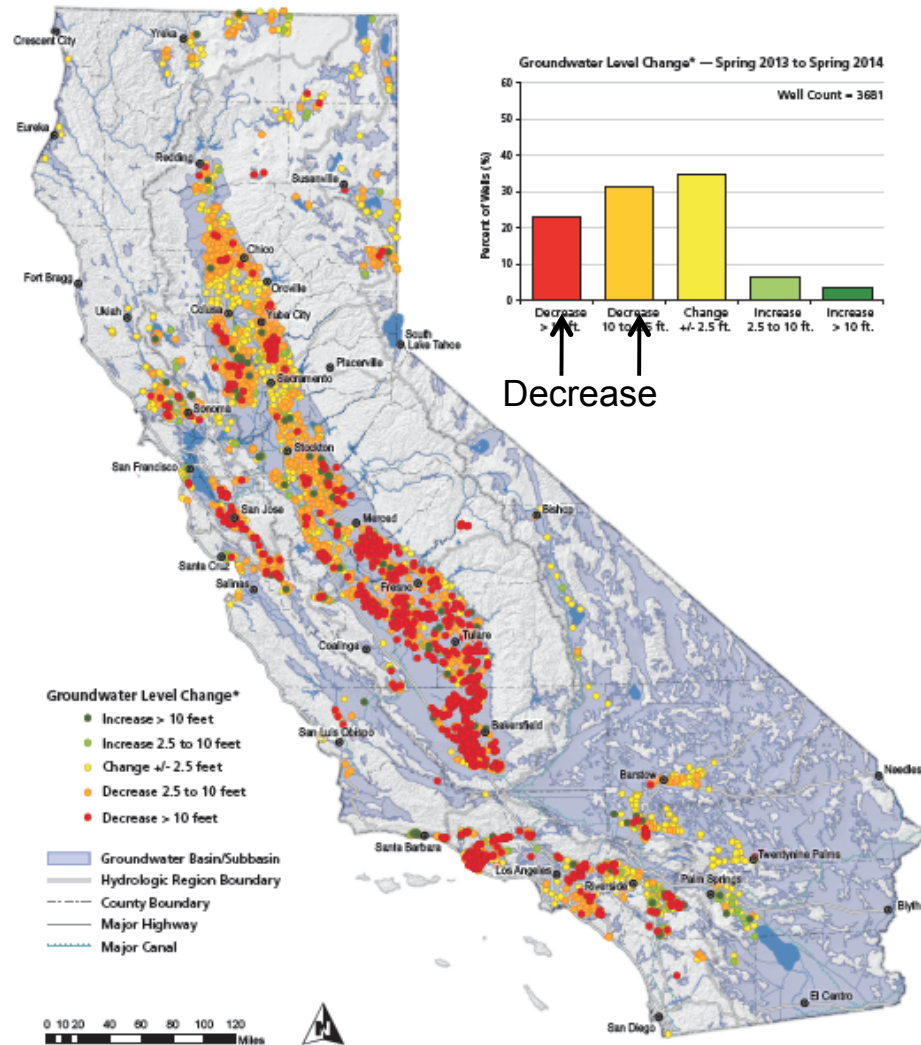 Groundwater Level Change* — Spring 2013 to Spring 2014
Well Count = 3681
Percent of Wells (%)
60
50
40
30
20
10
0
Decrease
Decrease
10 to
ft.
Change
+/- 2.5 ft.
Increase
2.5 to 10 ft.
Increase
> 10 ft.
Decrease
Crescent City
Yreka
Eureka
Redding
Susanville
Chico
Fort Bragg
Oroville
Ukiah
Colusa
Yuba City
South
Lake Tahoe
Placerville
Sacramento
Sonoma
Stockton
San Francisco
Bishop
San Jose
Merced
Santa Cruz
Salinas
Fresno
Tulare
Coalinga
San Luis Obispo
Bakersfield
Barstow
Needles
Santa Barbara
Los Angeles
Twentynine Palms
Riverside
Palm Springs
Blyth
El Centro
San Diego
Groundwater Level Change*
Increase > 10 feet
Increase 2.5 to 10 feet
Change +/- 2.5 feet
Decrease 2.5 to 10 feet
Decrease > 10 feet
Groundwater Basin/Subbasin
Hydrologic Region Boundary
County Boundary
Major Highway
Major Canal
0 10 20 40 60 80 100 120
Miles
N